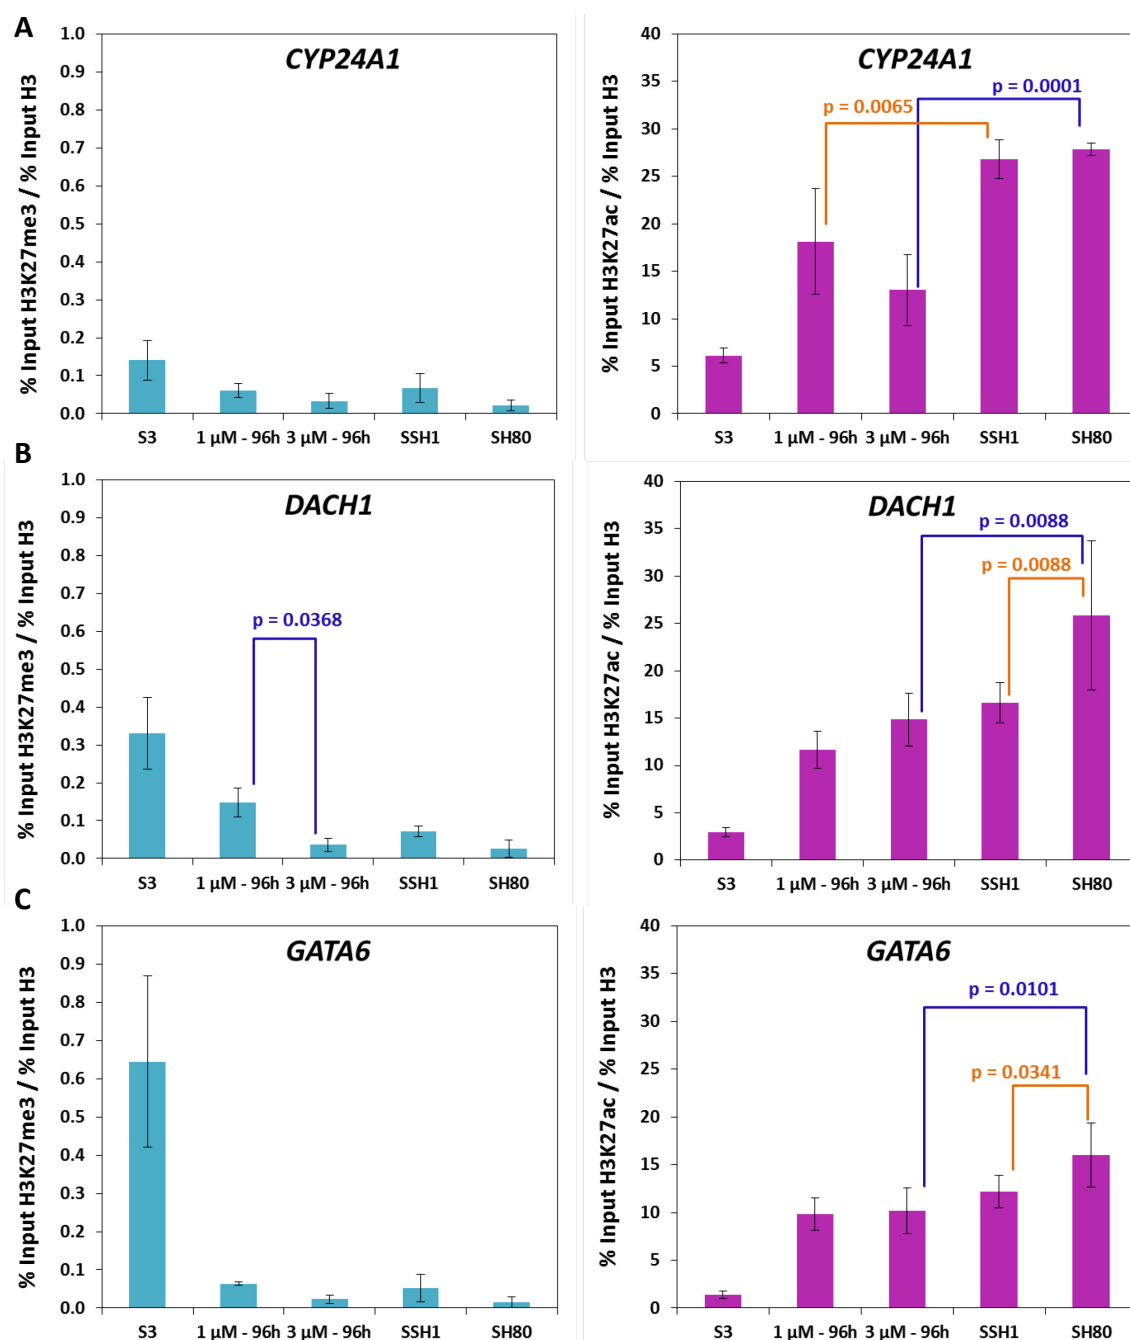 A
CYP24A1
% Input H3K27me3 / % Input H3
1.0
0.9
0.8
0.7
0.6
0.5
0.4
0.3
0.2
0.1
0.0
S3 1 µM - 96h 3 µM - 96h SSH1 SH80
CYP24A1
% Input H3K27ac / % Input H3
40
35
30
25
20
15
10
5
0
p = 0.0065
p = 0.0001
S3 1 µM - 96h 3 µM - 96h SSH1 SH80
B
DACH1
% Input H3K27me3 / % Input H3
1.0
0.9
0.8
0.7
0.6
0.5
0.4
0.3
0.2
0.1
0.0
p = 0.0368
S3 1 µM - 96h 3 µM - 96h SSH1 SH80
DACH1
% Input H3K27ac / % Input H3
40
35
30
25
20
15
10
5
0
p = 0.0088
p = 0.0088
S3 1 µM - 96h 3 µM - 96h SSH1 SH80
C
GATA6
% Input H3K27me3 / % Input H3
1.0
0.9
0.8
0.7
0.6
0.5
0.4
0.3
0.2
0.1
0.0
S3 1 µM - 96h 3 µM - 96h SSH1 SH80
GATA6
% Input H3K27ac / % Input H3
40
35
30
25
20
15
10
5
0
p = 0.0101
p = 0.0341
S3 1 µM - 96h 3 µM - 96h SSH1 SH80